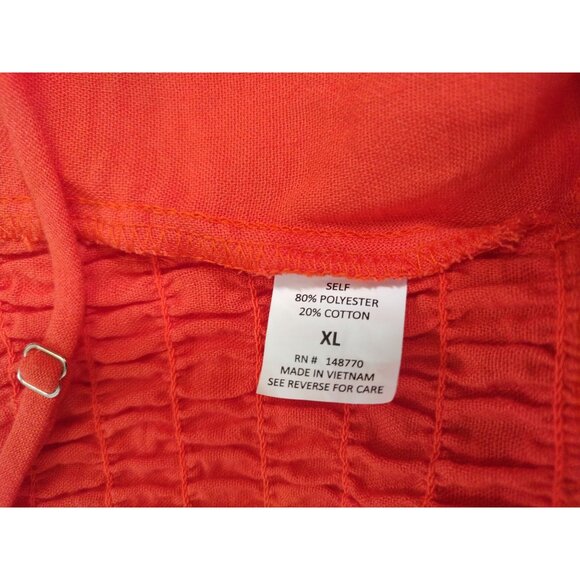 SELF
80% POLYESTER
20% COTTON
XL
RN # 148770
MADE IN VIETNAM
SEE REVERSE FOR CARE